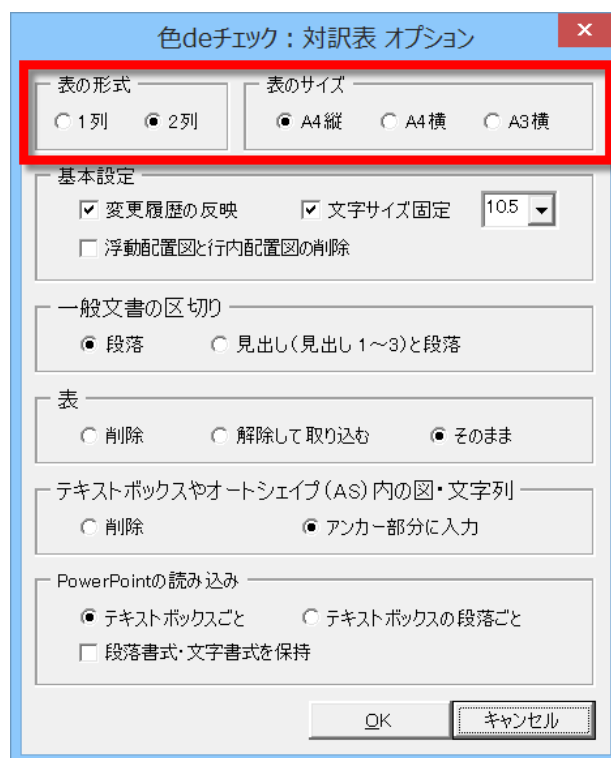 色deチェック：対訳表 オプション
表の形式 表のサイズ
1列 2列 A4縦 A4横 A3横
基本設定
変更履歴の反映 文字サイズ固定 10.5
浮動配置図と行内配置図の削除
一般文書の区切り
段落 見出し(見出し1～3)と段落
表
削除 解除して取り込む そのまま
テキストボックスやオートシェイプ(AS)内の図・文字列
削除 アンカー部分に入力
PowerPointの読み込み
テキストボックスごと テキストボックスの段落ごと
段落書式・文字書式を保持
OK キャンセル